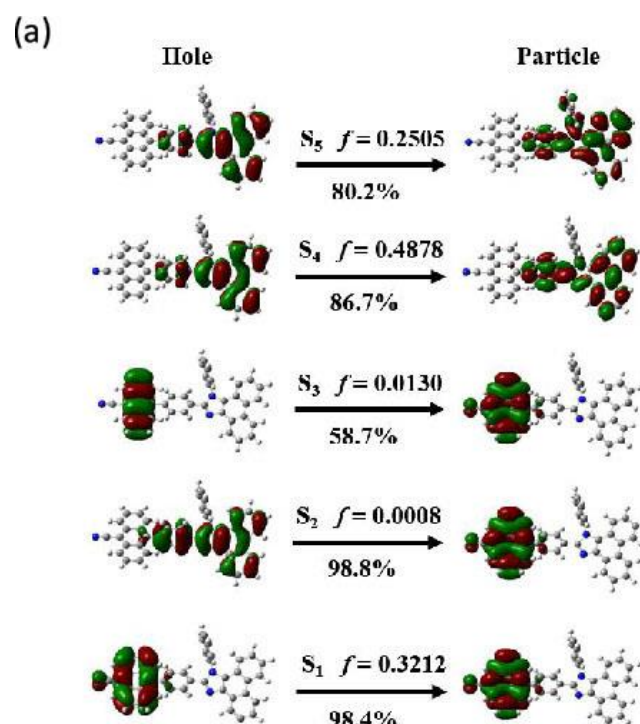 (a)
Hole Particle
S5 f = 0.2505
80.2%
S4 f = 0.4878
86.7%
S3 f = 0.0130
58.7%
S2 f = 0.0008
98.8%
S1 f = 0.3212
98.4%